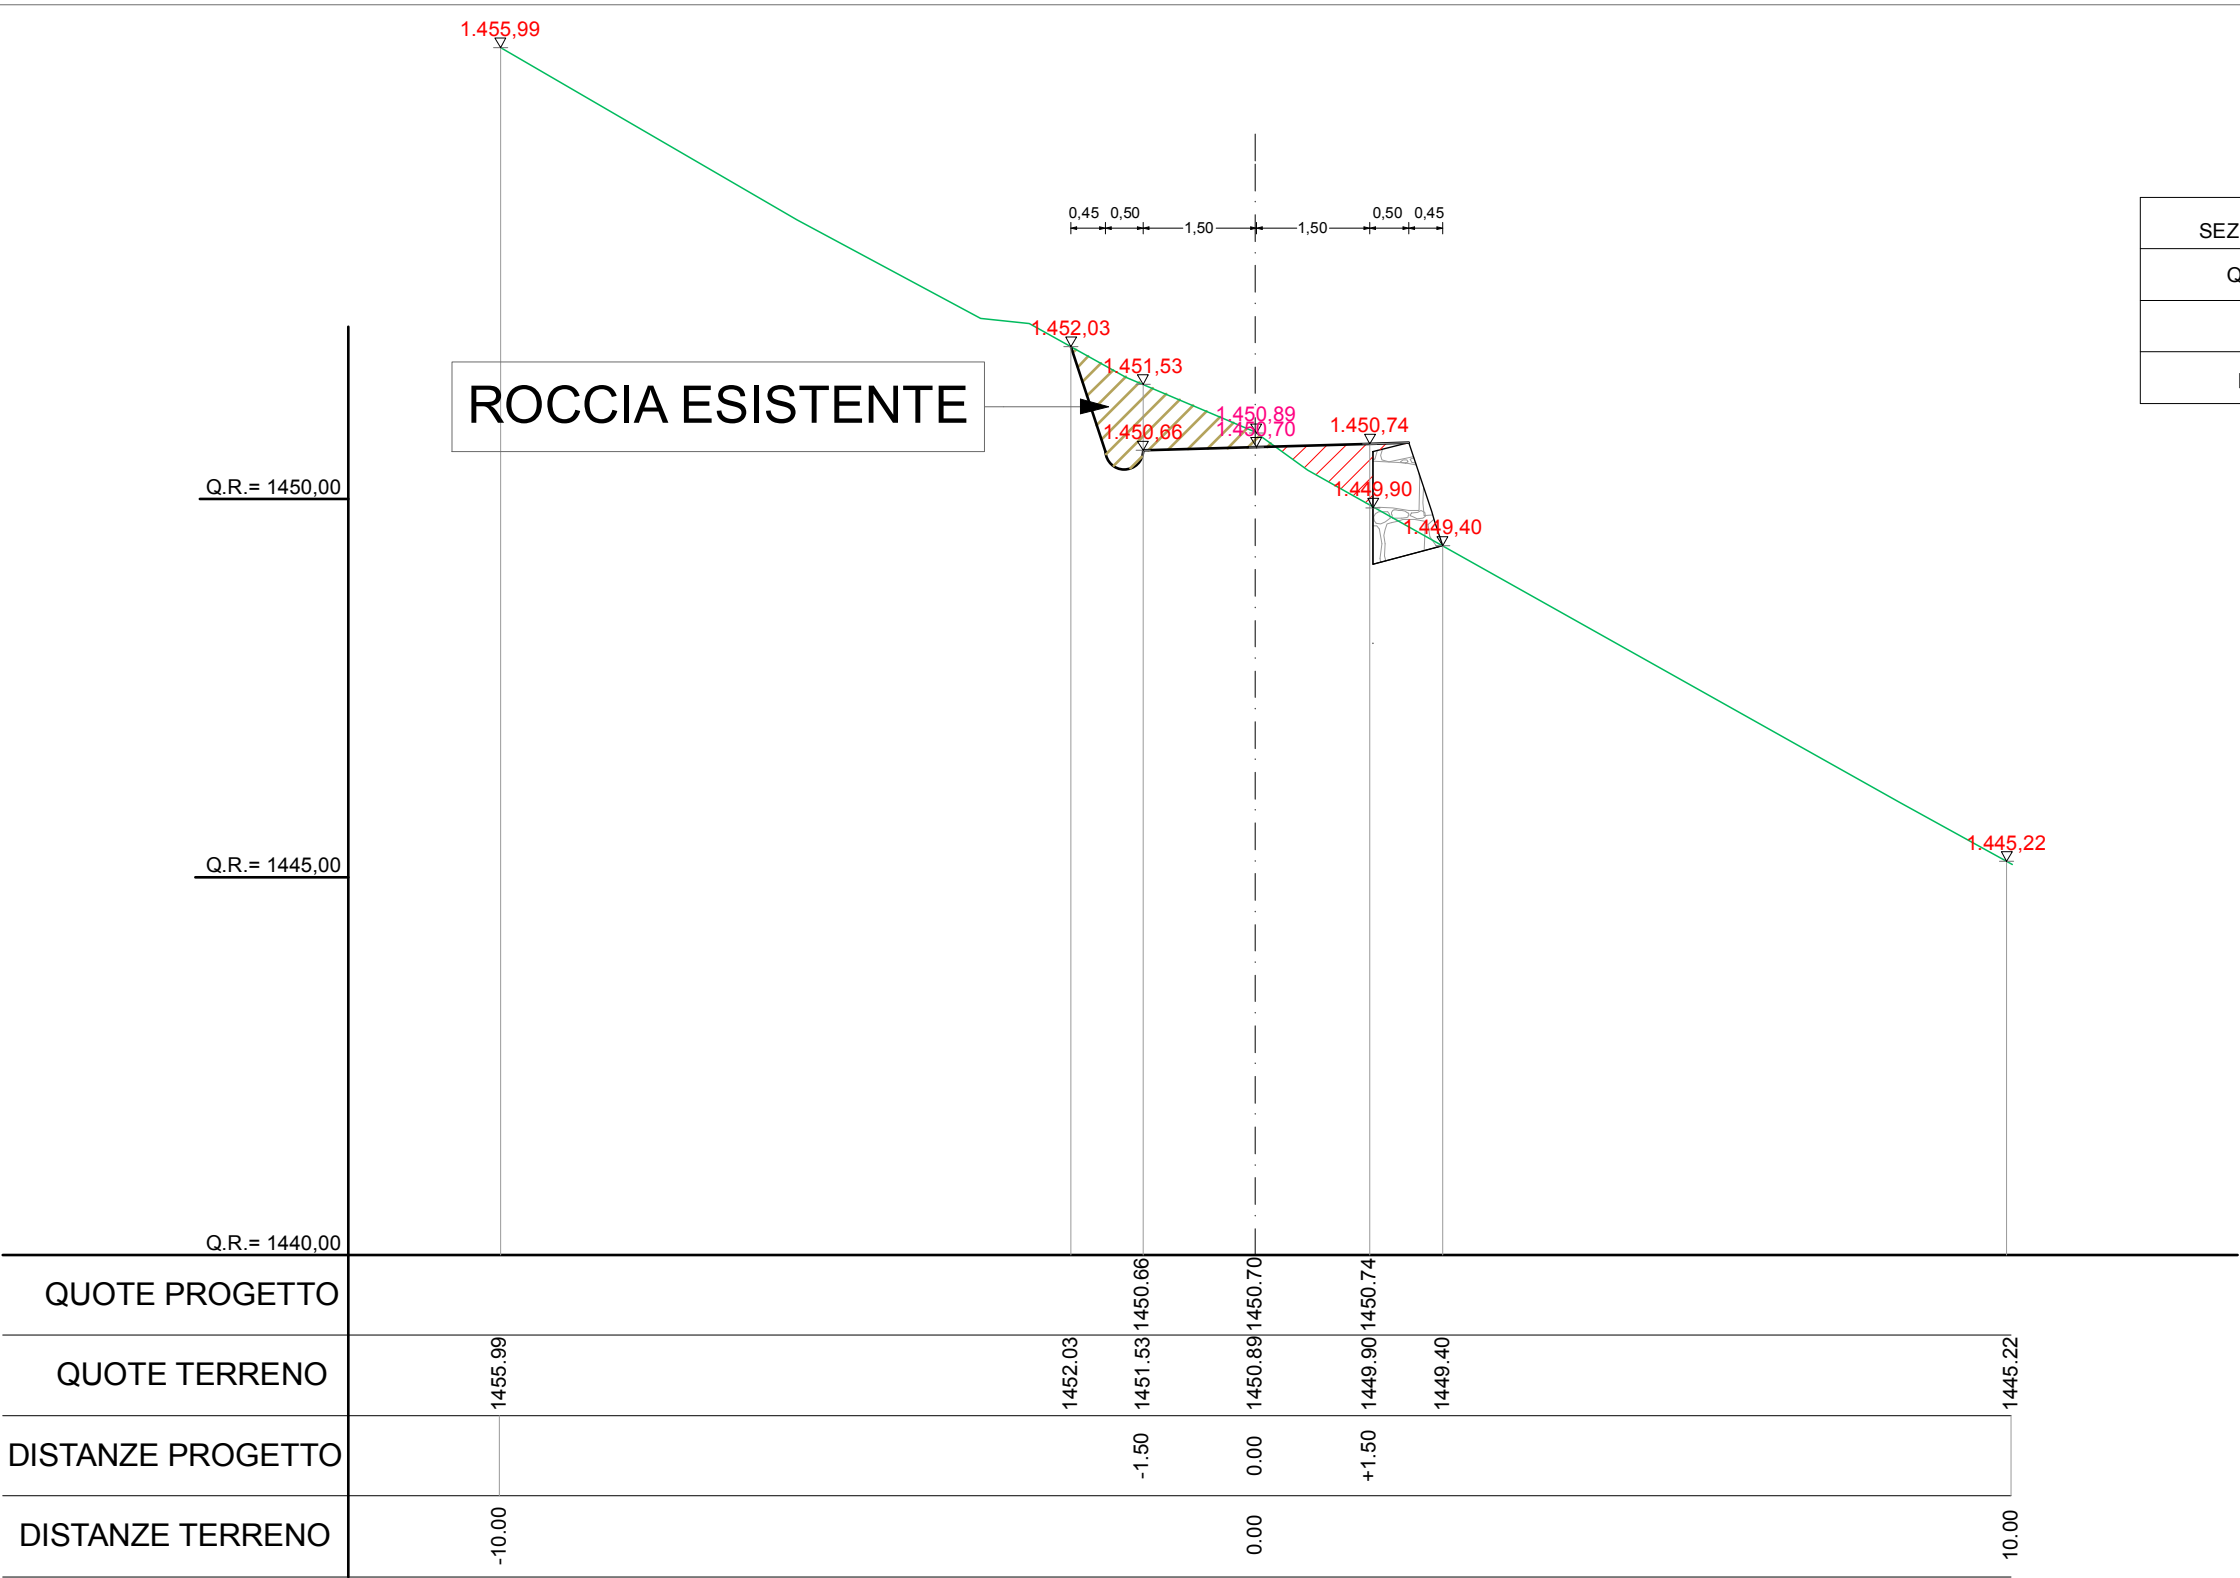 1.455,99
0,45 0,50 1,50 1,50 0,50 0,45
SEZ
Q
1.452,03
1.451,53
ROCCIA ESISTENTE
1.450,89
1.450,70
1.450,74
1.450,66
Q.R.= 1450,00
1.449,90
1.449,40
1.445,22
Q.R.= 1445,00
Q.R.= 1440,00
QUOTE PROGETTO 1450.66 1450.70 1450.74
QUOTE TERRENO 1455.99 1452.03 1451.53 1450.89 1449.90 1449.40 1445.22
DISTANZE PROGETTO -1.50 0.00 +1.50
DISTANZE TERRENO -10.00 0.00 10.00